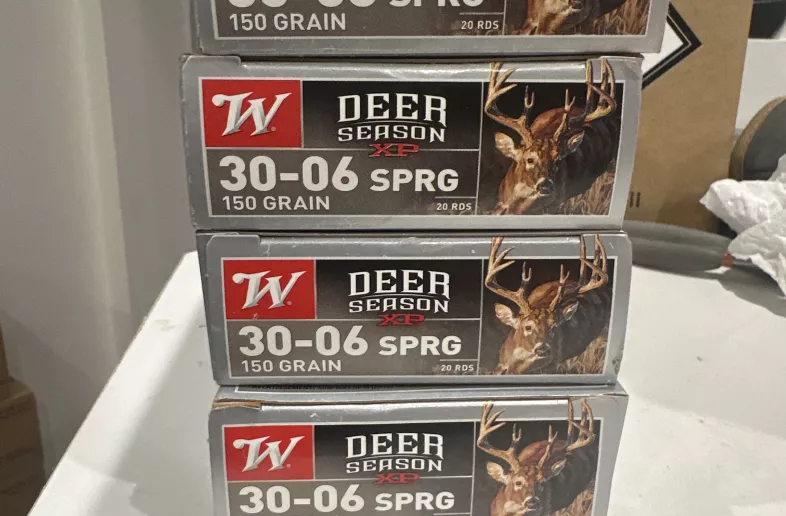 150 GRAIN
20 RDS
W
DEER
SEASON
XP
30-06 SPRG
150 GRAIN
20 RDS
W
DEER
SEASON
XP
30-06 SPRG
150 GRAIN
20 RDS
W
DEER
SEASON
XP
30-06 SPRG